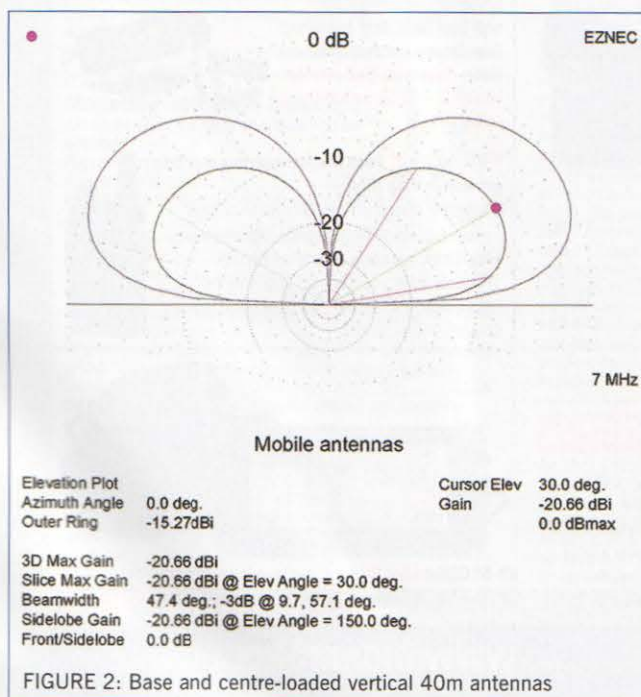 0 dB
EZNEC
-10
-20
-30
7 MHz
Mobile antennas
Elevation Plot
Azimuth Angle 0.0 deg.
Outer Ring -15.27dBi
Cursor Elev 30.0 deg.
Gain -20.66 dBi
0.0 dBmax
3D Max Gain -20.66 dBi
Slice Max Gain -20.66 dBi @ Elev Angle = 30.0 deg.
Beamwidth 47.4 deg.; -3dB @ 9.7, 57.1 deg.
Sidelobe Gain -20.66 dBi @ Elev Angle = 150.0 deg.
Front/Sidelobe 0.0 dB
FIGURE 2: Base and centre-loaded vertical 40m antennas